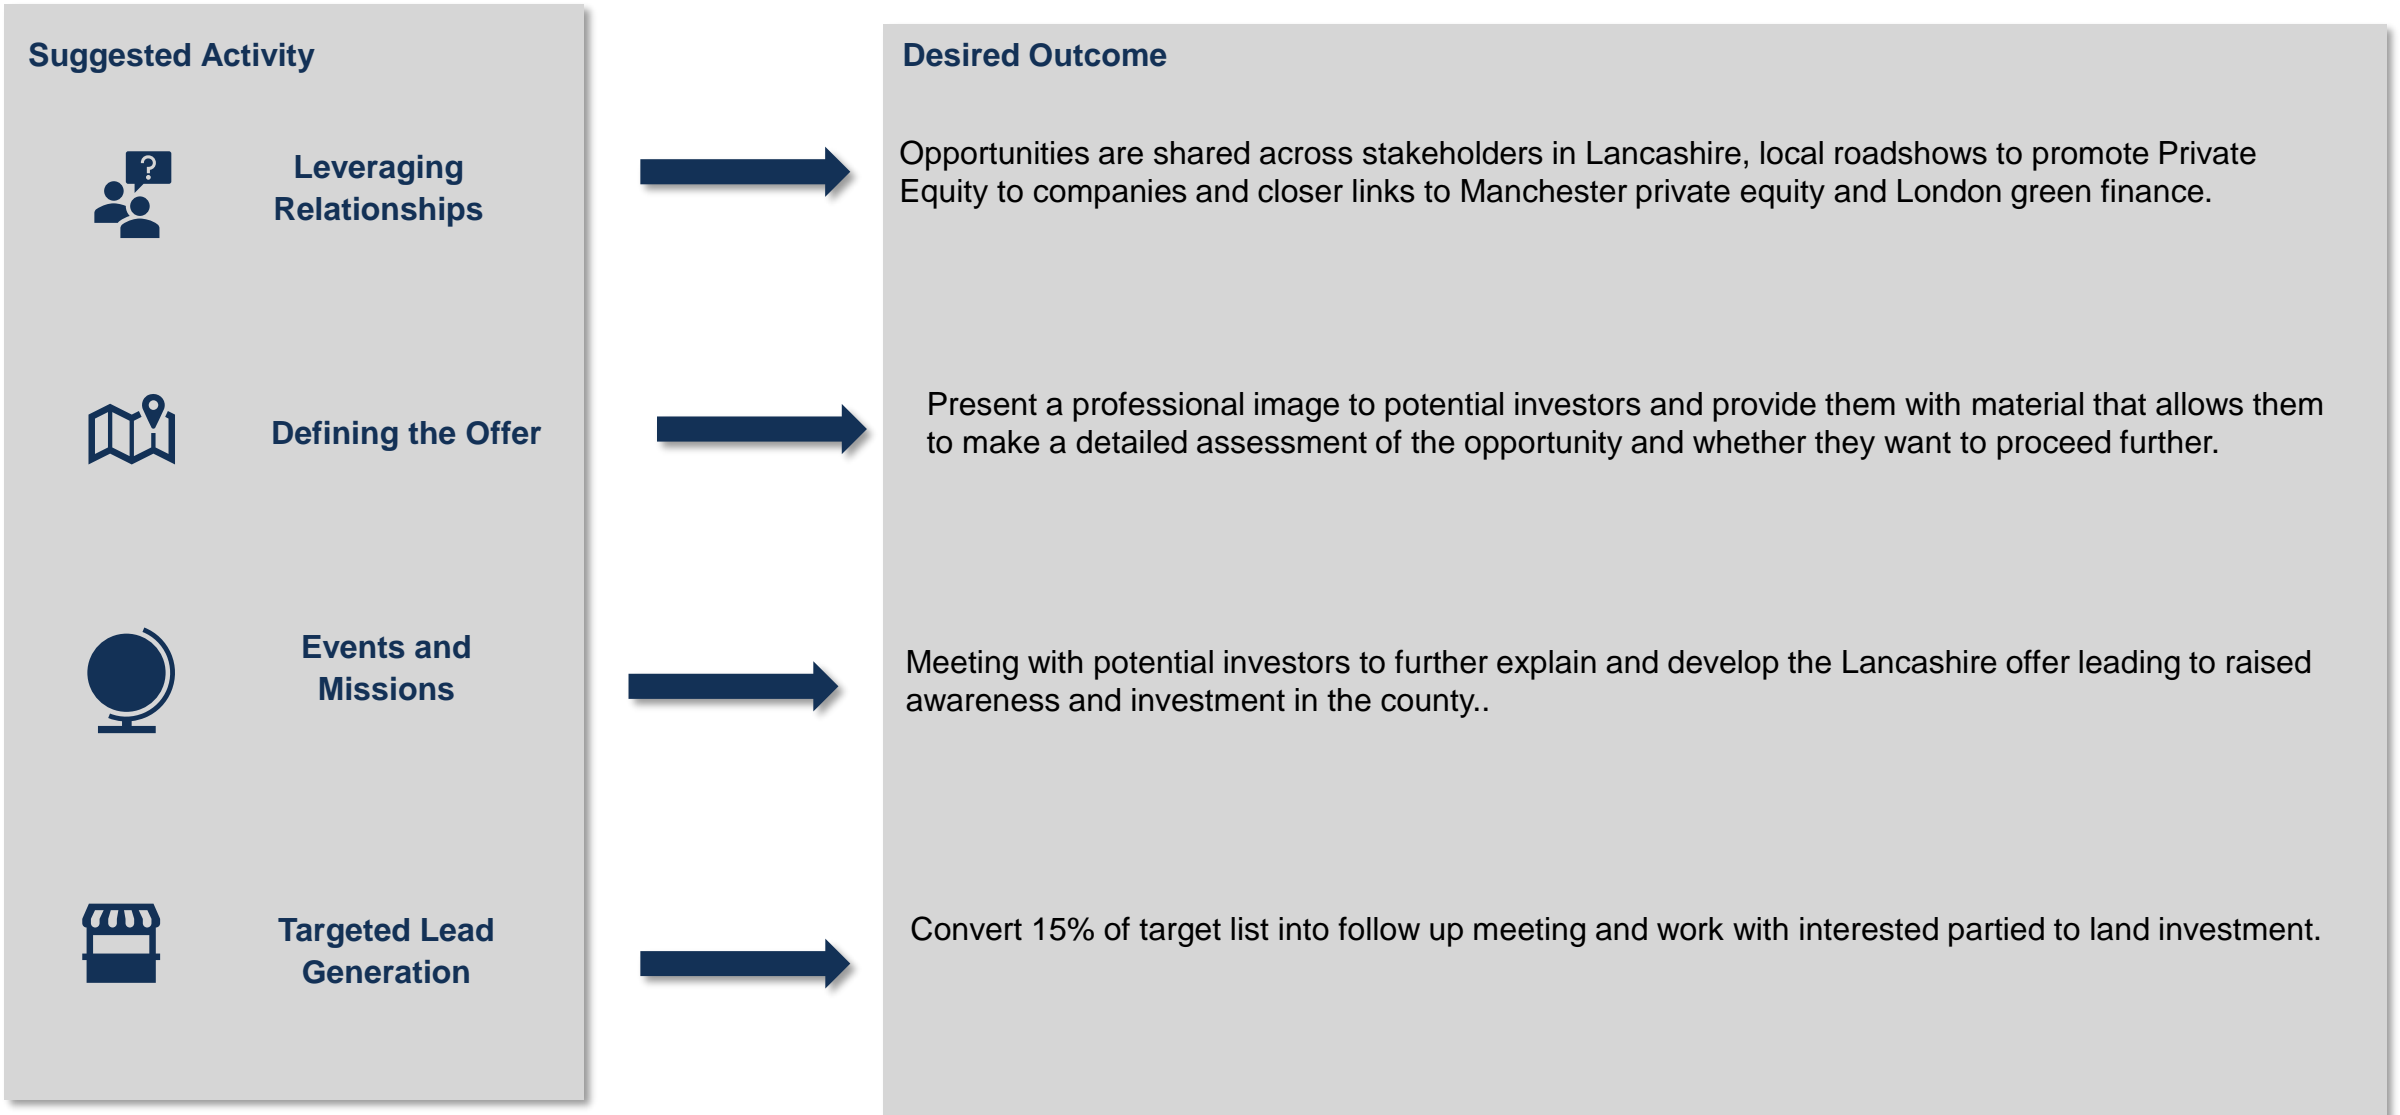 Suggested Activity
Desired Outcome
?
Leveraging
Relationships
Opportunities are shared across stakeholders in Lancashire, local roadshows to promote Private
Equity to companies and closer links to Manchester private equity and London green finance.
Defining the Offer
Present a professional image to potential investors and provide them with material that allows them
to make a detailed assessment of the opportunity and whether they want to proceed further.
Events and
Missions
Meeting with potential investors to further explain and develop the Lancashire offer leading to raised
awareness and investment in the county..
Targeted Lead
Generation
Convert 15% of target list into follow up meeting and work with interested partied to land investment.